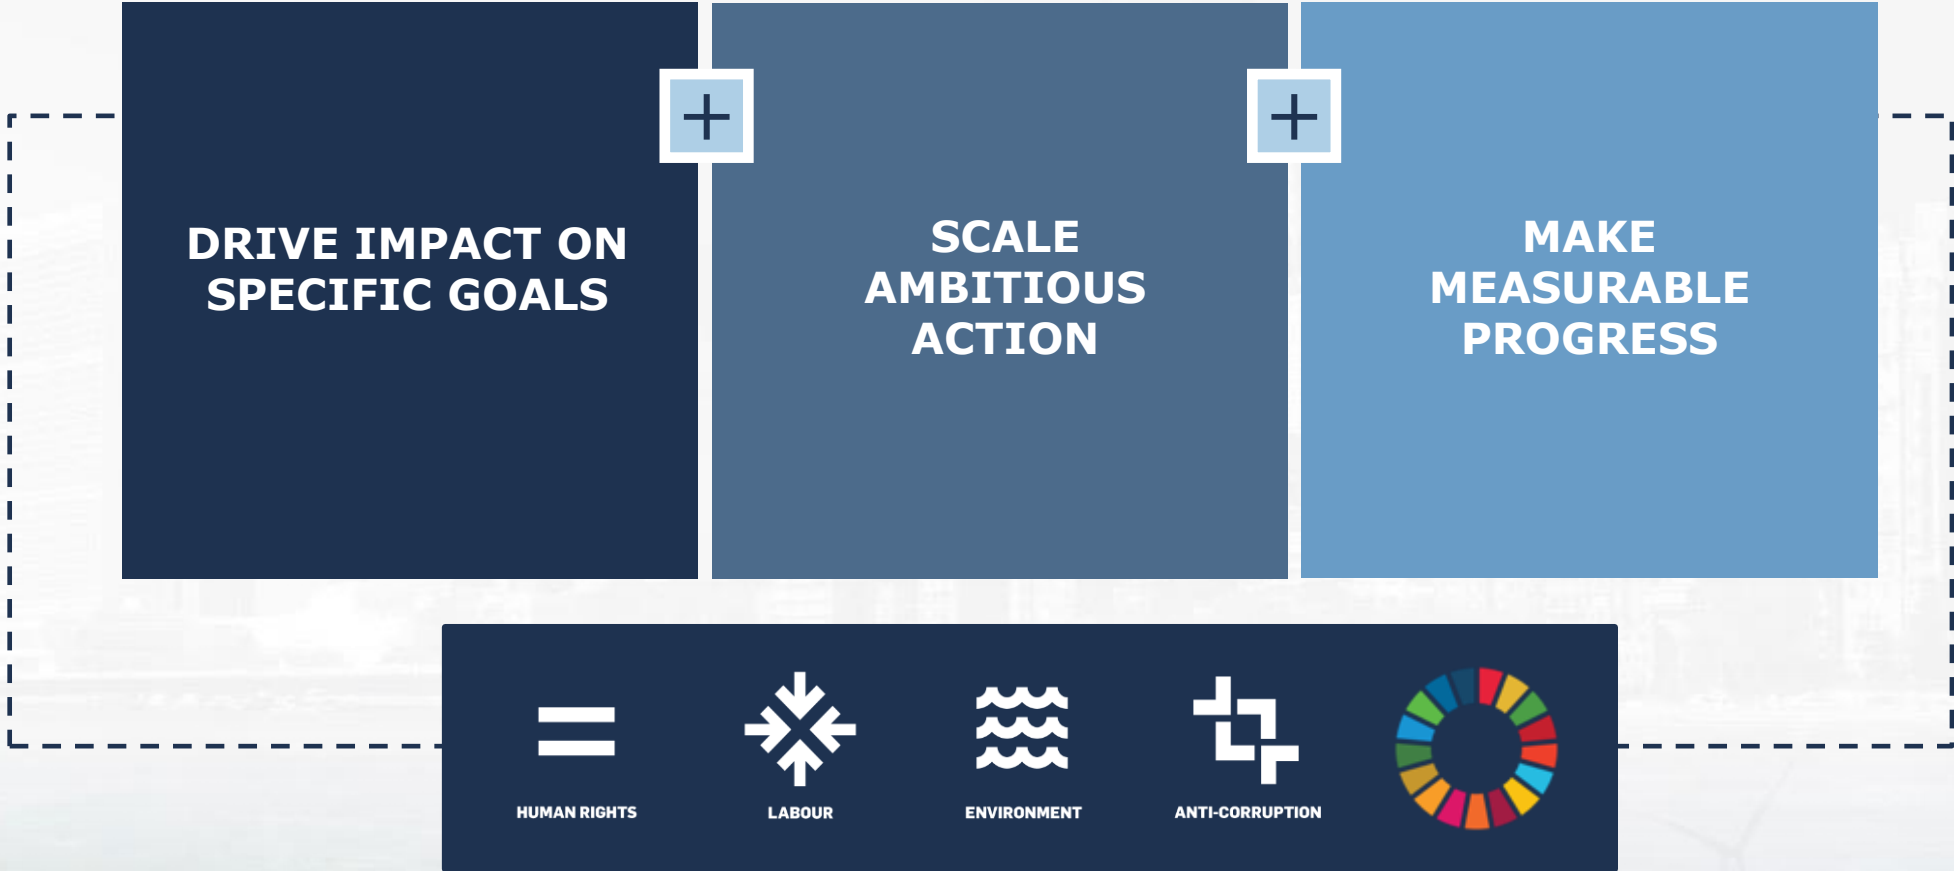 DRIVE IMPACT ON
SPECIFIC GOALS
SCALE
AMBITIOUS
ACTION
MAKE
MEASURABLE
PROGRESS
HUMAN RIGHTS
LABOUR
ENVIRONMENT
ANTI-CORRUPTION